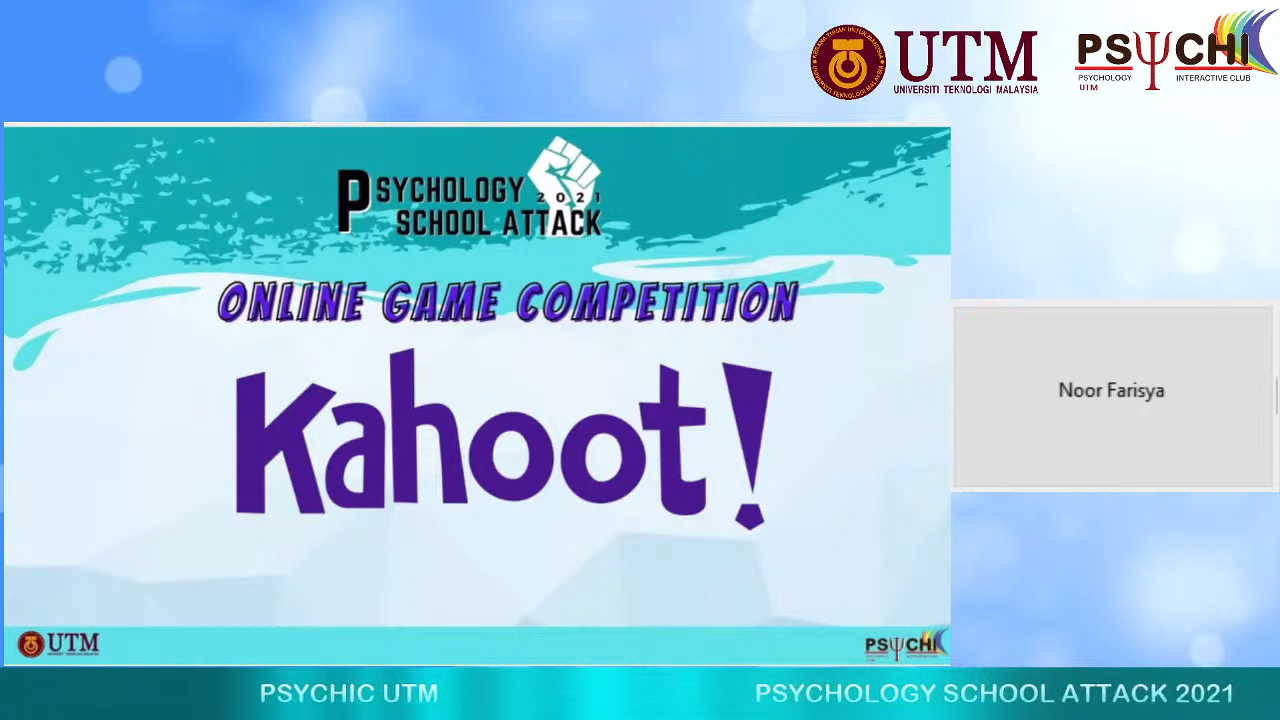 UTM
UNIVERSITI TEKNOLOGI MALAYSIA
PSYCHI
PSYCHOLOGY INTERACTIVE CLUB
UTM
PSYCHOLOGY 2021
SCHOOL ATTACK
ONLINE GAME COMPETITION
Kahoot!
Noor Farisya
UTM
PSYCHI
PSYCHIC UTM
PSYCHOLOGY SCHOOL ATTACK 2021